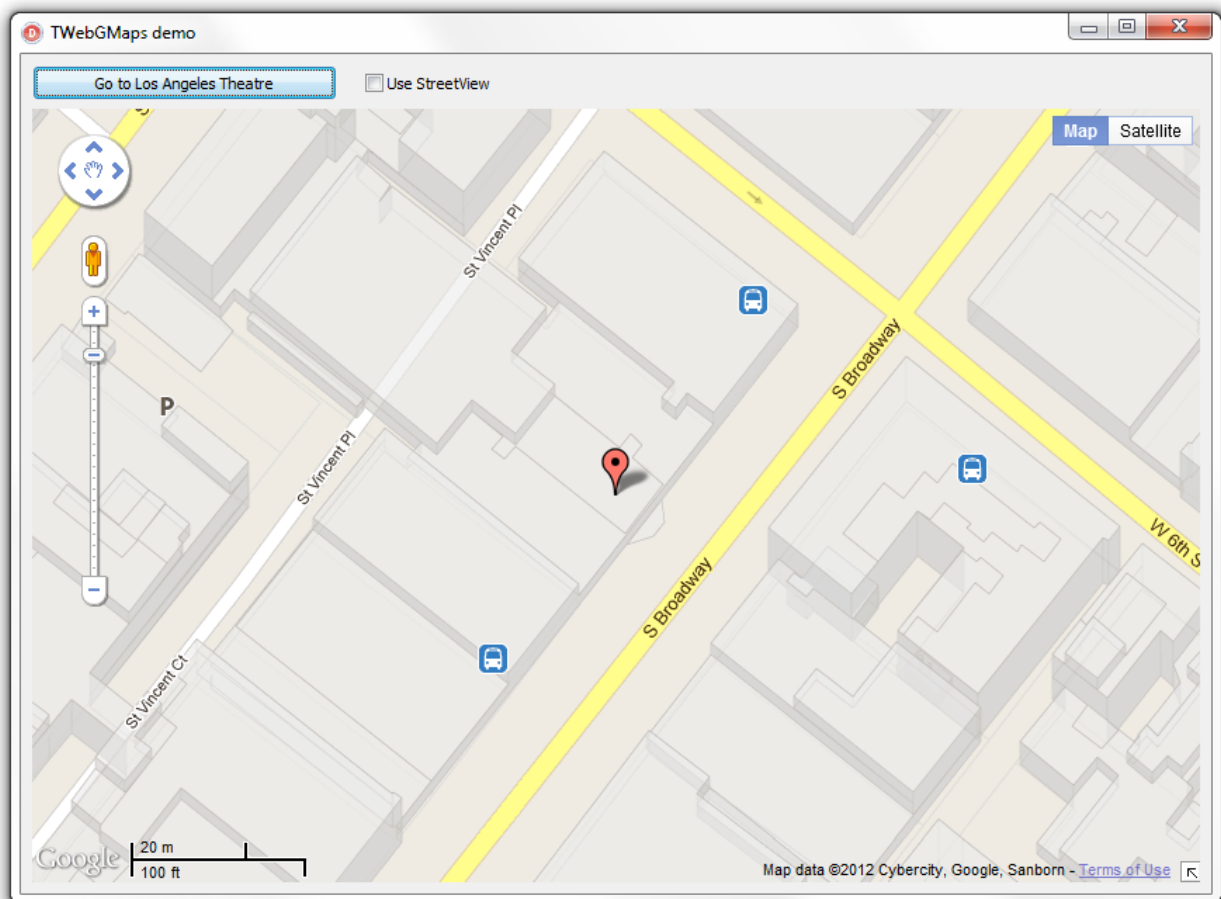 TWebGMaps demo
Go to Los Angeles Theatre
Use StreetView
Map
Satellite
St Vincent Pl
S Broadway
P
St Vincent Pl
W 6th S
S Broadway
St Vincent Ct
20 m
100 ft
Google
Map data ©2012 Cybercity, Google, Sanborn - Terms of Use